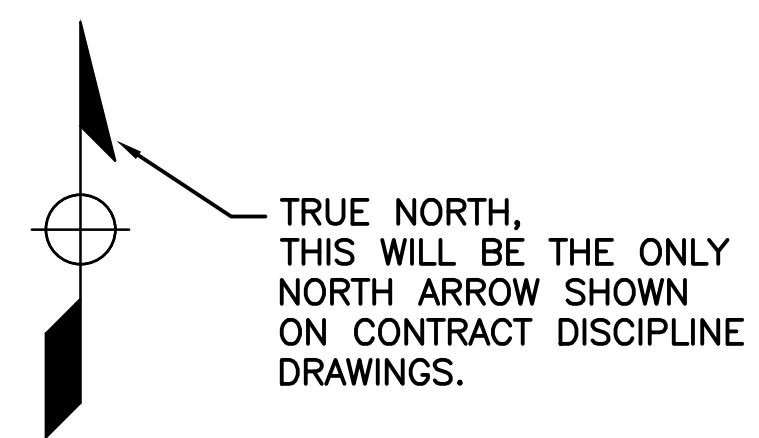 TRUE NORTH,
THIS WILL BE THE ONLY
NORTH ARROW SHOWN
ON CONTRACT DISCIPLINE
DRAWINGS.